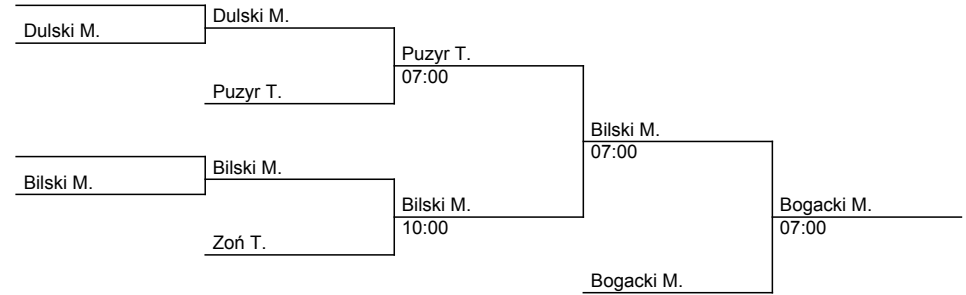 Dulski M.
Dulski M.
Puzyr T.
Puzyr T.
07:00
Bilski M.
Bilski M.
Zoń T.
Bilski M.
10:00
Bilski M.
07:00
Bogacki M.
Bogacki M.
07:00